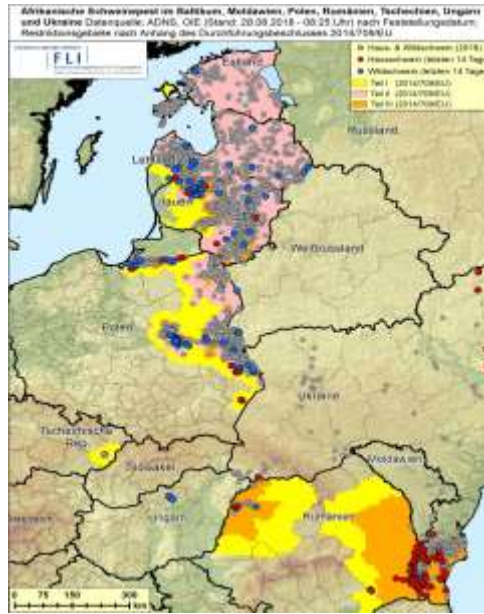 Afrikanische Schweinepest im Baltikum, Moldawien, Polen, Rumänien, Tschechien, Ungarn
und Ukraine Datenquelle: ADNS, OIE (Stand: 28.08.2018 - 08:25 Uhr) nach Feststellungsdatum;
Restriktionsgebiete nach Anhang des Durchführungsbeschlusses 2014/709/EU
FLI
Haus- & Wildschwein (2018)
Hausschwein (letzten 14 Tage
Wildschwein (letzten 14 Tage
Teil I (2014/709/EU)
Teil II (2014/709/EU)
Teil III (2014/709/EU)
Estland
Russland
Lettland
Litauen
Weißrussland
Polen
Ukraine
Tschechische
Rep.
Slowakei
Moldawien
Ungarn
Rumänien
0 75 150 300
km